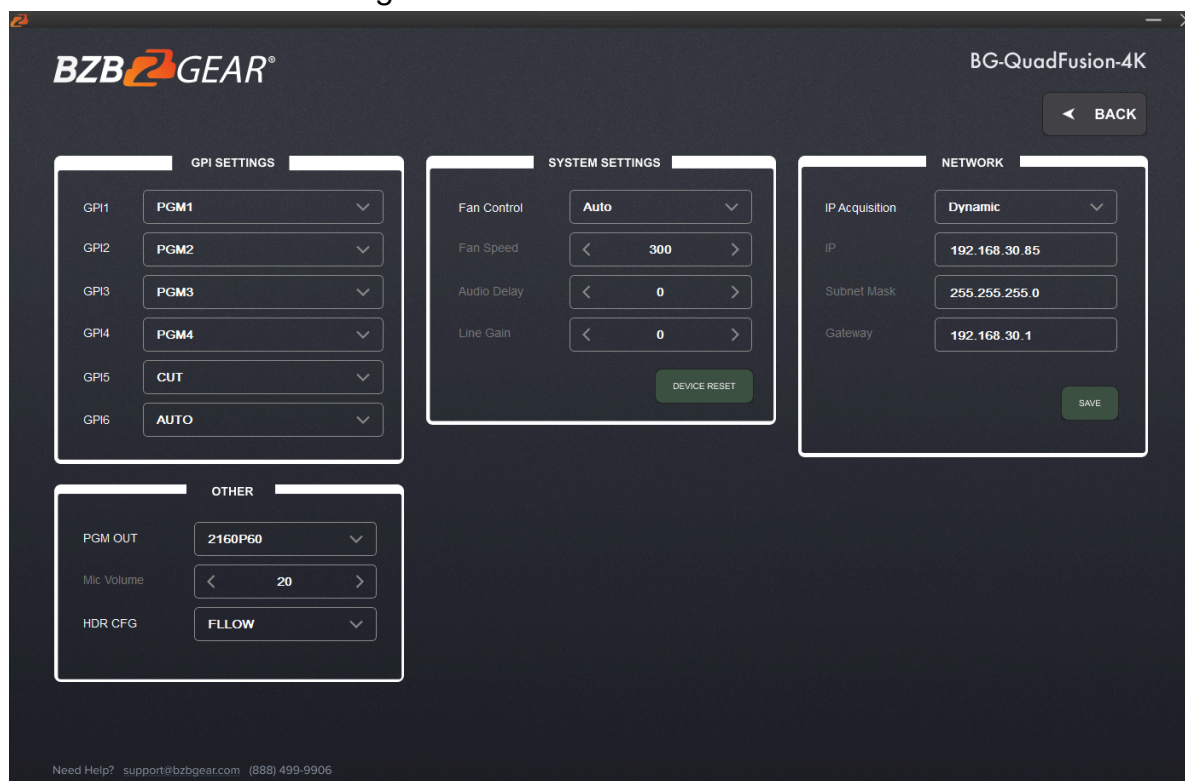 BZBGEAR®
BG-QuadFusion-4K
BACK
GPI SETTINGS
GPI1 PGM1
GPI2 PGM2
GPI3 PGM3
GPI4 PGM4
GPI5 CUT
GPI6 AUTO
SYSTEM SETTINGS
Fan Control Auto
Fan Speed 300
Audio Delay 0
Line Gain 0
DEVICE RESET
NETWORK
IP Acquisition Dynamic
IP 192.168.30.85
Subnet Mask 255.255.255.0
Gateway 192.168.30.1
SAVE
OTHER
PGM OUT 2160P60
Mic Volume 20
HDR CFG FLLOW
Need Help? support@bzbgear.com (888) 499-9906